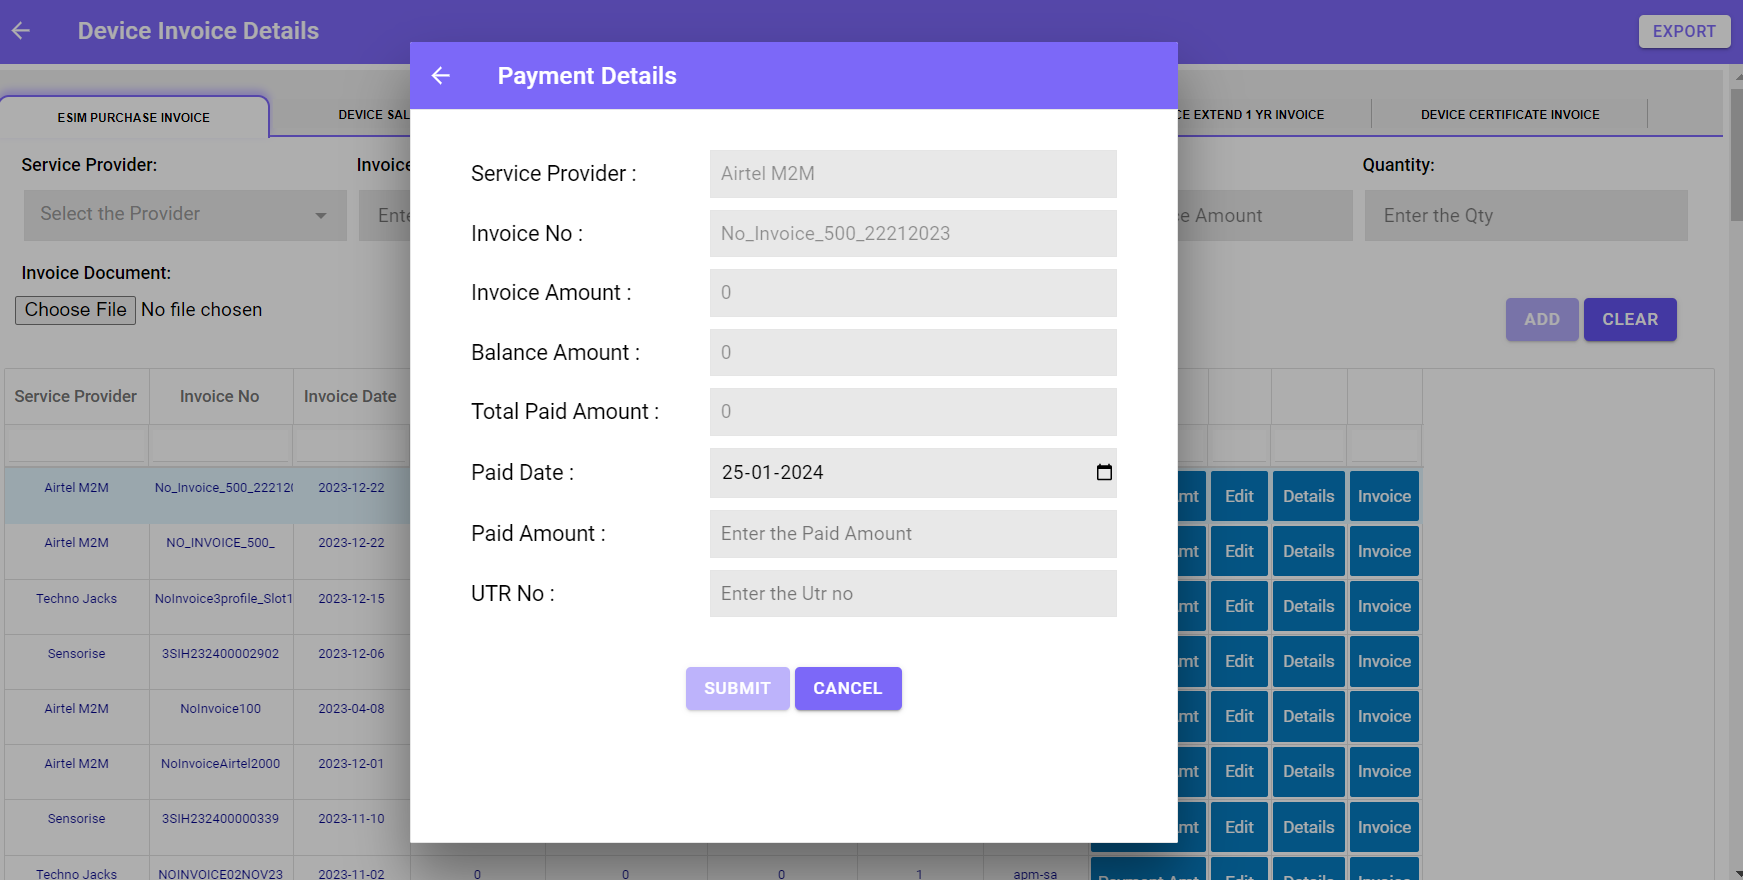 Device Invoice Details
EXPORT
Payment Details
ESIM PURCHASE INVOICE
DEVICE SAL
CE EXTEND 1 YR INVOICE
DEVICE CERTIFICATE INVOICE
Service Provider:
Invoice
Quantity:
Select the Provider
Ente
ce Amount
Enter the Qty
Invoice Document:
Choose File No file chosen
ADD
CLEAR
Service Provider :
Airtel M2M
Invoice No :
No_Invoice_500_22212023
Invoice Amount :
0
Balance Amount :
0
Total Paid Amount :
0
Paid Date :
25-01-2024
Paid Amount :
Enter the Paid Amount
UTR No :
Enter the Utr no
SUBMIT
CANCEL
Service Provider Invoice No Invoice Date
Airtel M2M No_Invoice_500_22212( 2023-12-22 mt Edit Details Invoice
Airtel M2M NO_INVOICE_500_ 2023-12-22 mt Edit Details Invoice
Techno Jacks NoInvoice3profile_Slot1 2023-12-15 mt Edit Details Invoice
Sensorise 3SIH232400002902 2023-12-06 mt Edit Details Invoice
Airtel M2M NoInvoice100 2023-04-08 mt Edit Details Invoice
Airtel M2M NoInvoiceAirtel2000 2023-12-01 mt Edit Details Invoice
Sensorise 3SIH232400000339 2023-11-10 mt Edit Details Invoice
Techno Jacks NOINVOICE02NOV23 2023-11-02 0 0 0 1 apm-sa Payment Amt